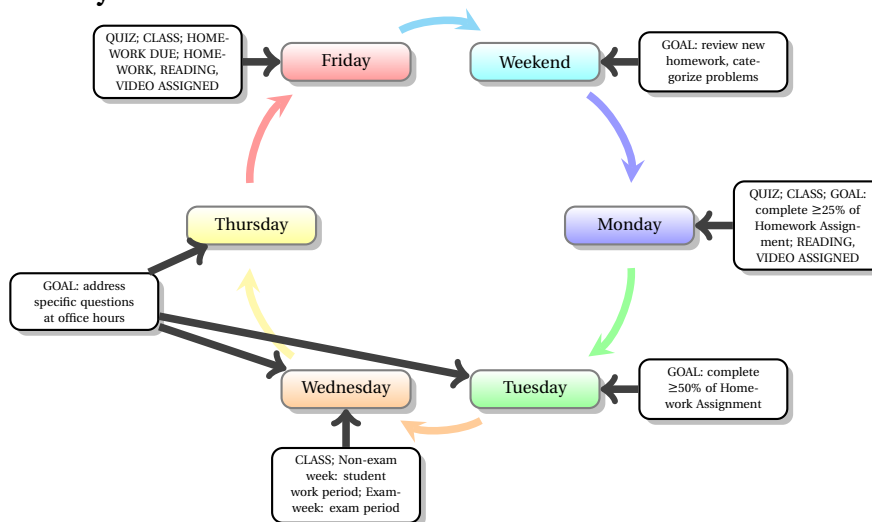 QUIZ; CLASS; HOME-
WORK DUE; HOME-
WORK, READING,
VIDEO ASSIGNED
Friday
Weekend
GOAL: review new
homework, cate-
gorize problems
Thursday
Monday
QUIZ; CLASS; GOAL:
complete ≥25% of
Homework Assign-
ment; READING,
VIDEO ASSIGNED
GOAL: address
specific questions
at office hours
Wednesday
Tuesday
GOAL: complete
≥50% of Home-
work Assignment
CLASS; Non-exam
week: student
work period; Exam-
week: exam period